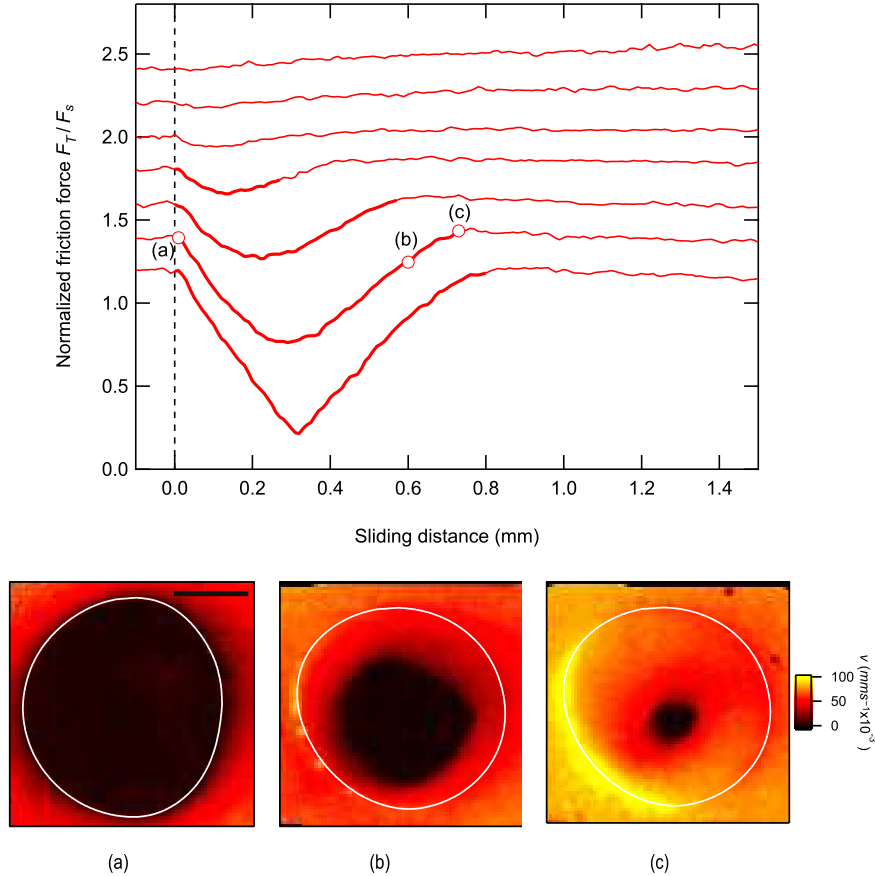 Normalized friction force F_T / F_s
2.5
2.0
1.5
1.0
0.5
0.0
(a)
(b)
(c)
0.0 0.2 0.4 0.6 0.8 1.0 1.2 1.4
Sliding distance (mm)
100
50
0
v (mms⁻¹x10⁻³)
(a) (b) (c)